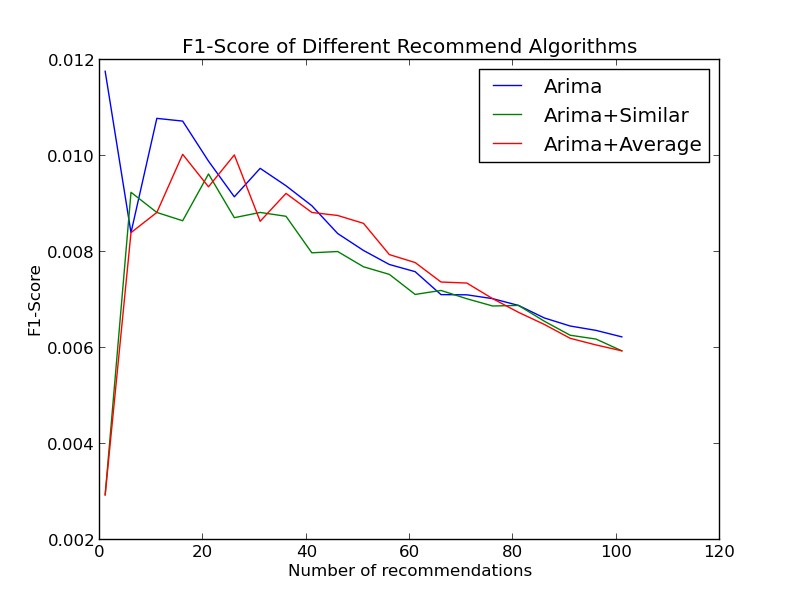 F1-Score of Different Recommend Algorithms
0.012
0.010
0.008
0.006
0.004
0.002
F1-Score
Arima
Arima+Similar
Arima+Average
0 20 40 60 80 100 120
Number of recommendations